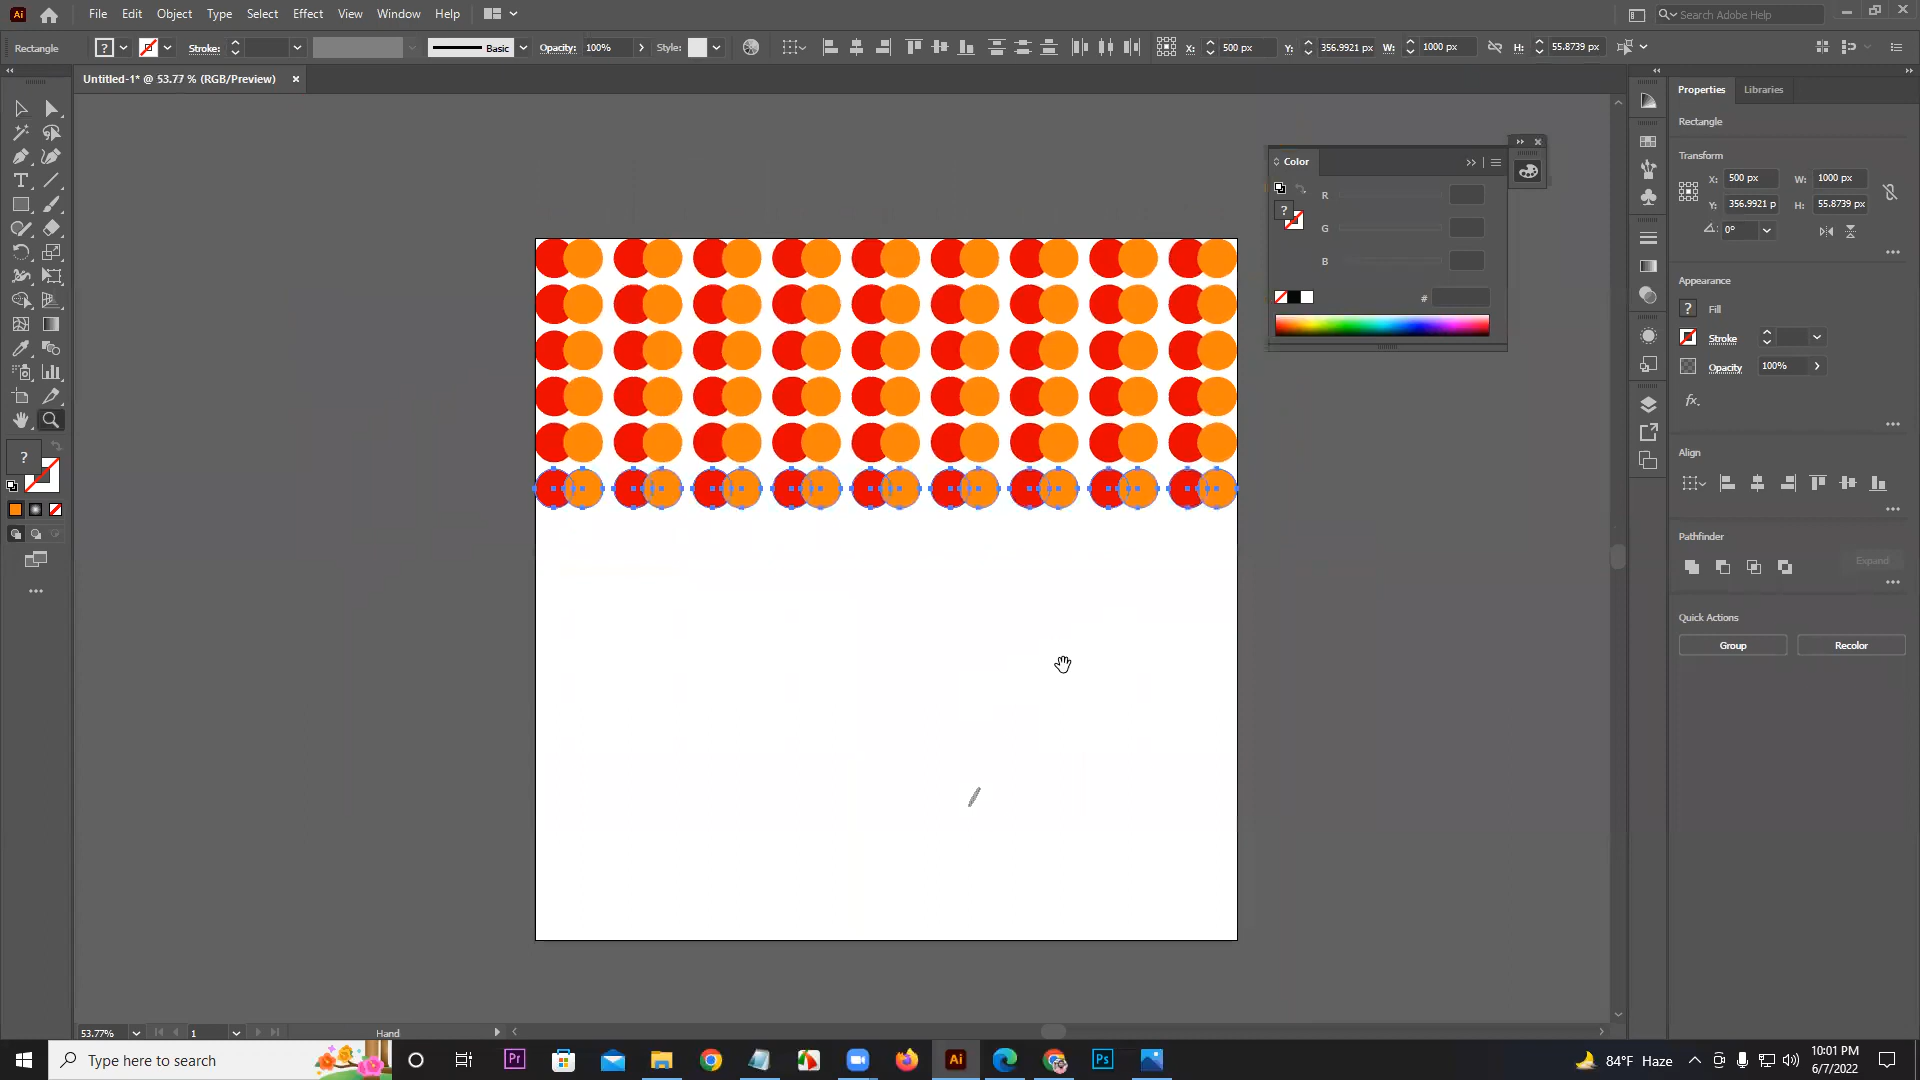 Ai File Edit Object Type Select Effect View Window Help Search Adobe Help
Rectangle ? Stroke: Basic Opacity: 100% Style: X: 500 px Y: 356.9921 px W: 1000 px H: 55.8739 px
Untitled-1* @ 53.77 % (RGB/Preview) ×
Properties Libraries
Rectangle
Transform
X: 500 px W: 1000 px
Y: 356.9921 p H: 55.8739 px
0°
Appearance
? Fill
Stroke
Opacity 100%
fx.
Align
Pathfinder
Expand
Quick Actions
Group Recolor
Color
R
?
G
B
#
T
?
53.77% 1 Hand
Type here to search Pr Ai Ps 84°F Haze 10:01 PM
6/7/2022